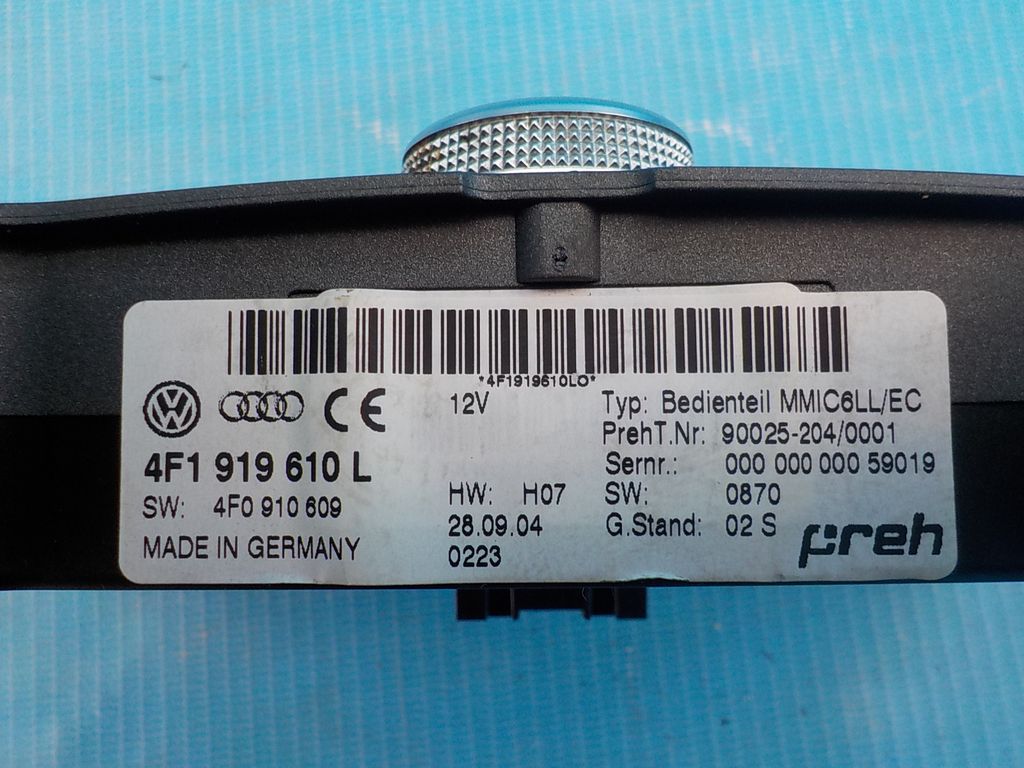 *4F1919610LO*
12V
Typ: Bedienteil MMIC6LL/EC
PrehT.Nr: 90025-204/0001
4F1 919 610 L
Sernr.: 000 000 000 59019
SW: 4F0 910 609
HW: H07
SW: 0870
28.09.04
G.Stand: 02 S
MADE IN GERMANY
0223
preh